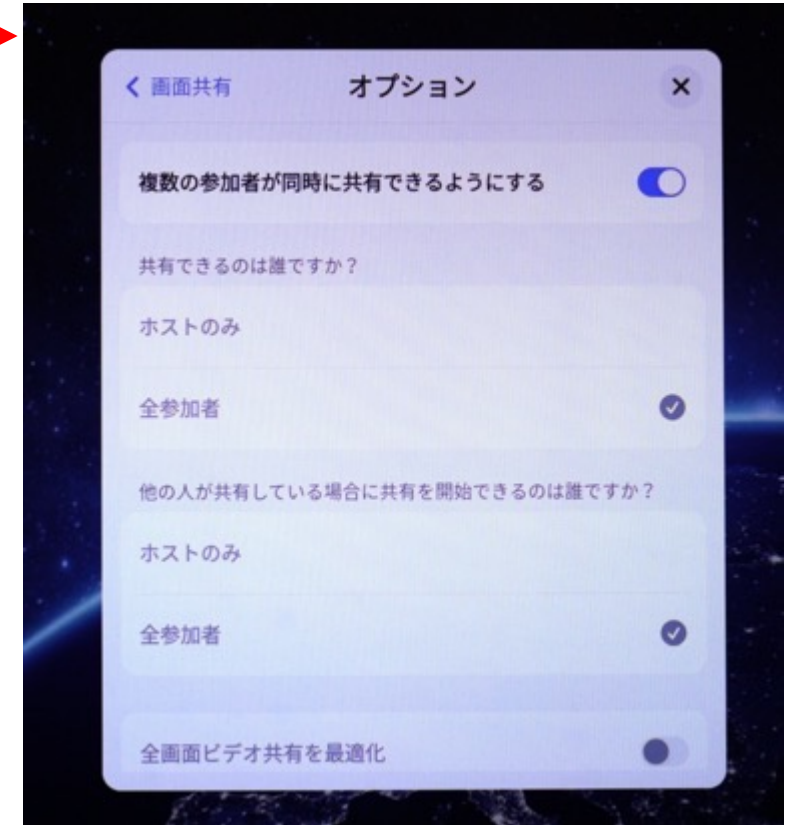 画面共有
オプション
複数の参加者が同時に共有できるようにする
共有できるのは誰ですか？
ホストのみ
全参加者
他の人が共有している場合に共有を開始できるのは誰ですか？
ホストのみ
全参加者
全画面ビデオ共有を最適化